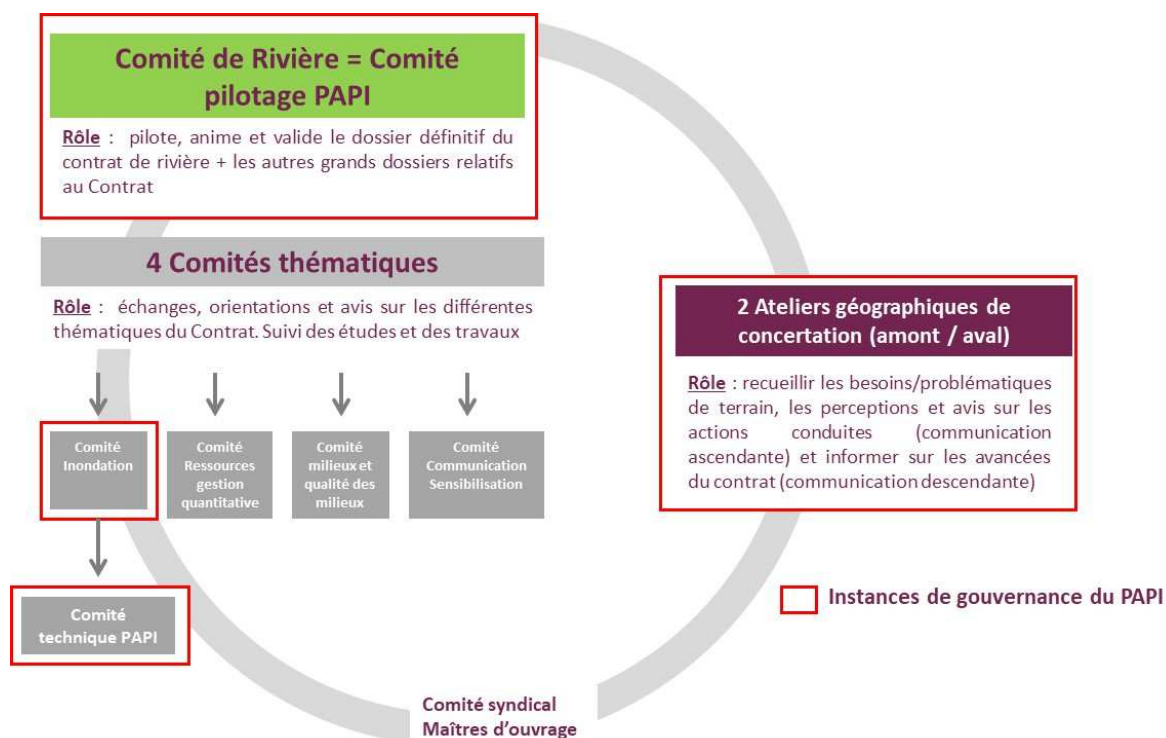 Comité de Rivière = Comité
pilotage PAPI
Rôle : pilote, anime et valide le dossier définitif du
contrat de rivière + les autres grands dossiers relatifs
au Contrat
4 Comités thématiques
Rôle : échanges, orientations et avis sur les différentes
thématiques du Contrat. Suivi des études et des travaux
Comité
Inondation
Comité
Ressources
gestion
quantitative
Comité
milieux et
qualité des
milieux
Comité
Communication
Sensibilisation
Comité
technique PAPI
2 Ateliers géographiques de
concertation (amont / aval)
Rôle : recueillir les besoins/problématiques
de terrain, les perceptions et avis sur les
actions conduites (communication
ascendante) et informer sur les avancées
du contrat (communication descendante)
Instances de gouvernance du PAPI
Comité syndical
Maîtres d'ouvrage